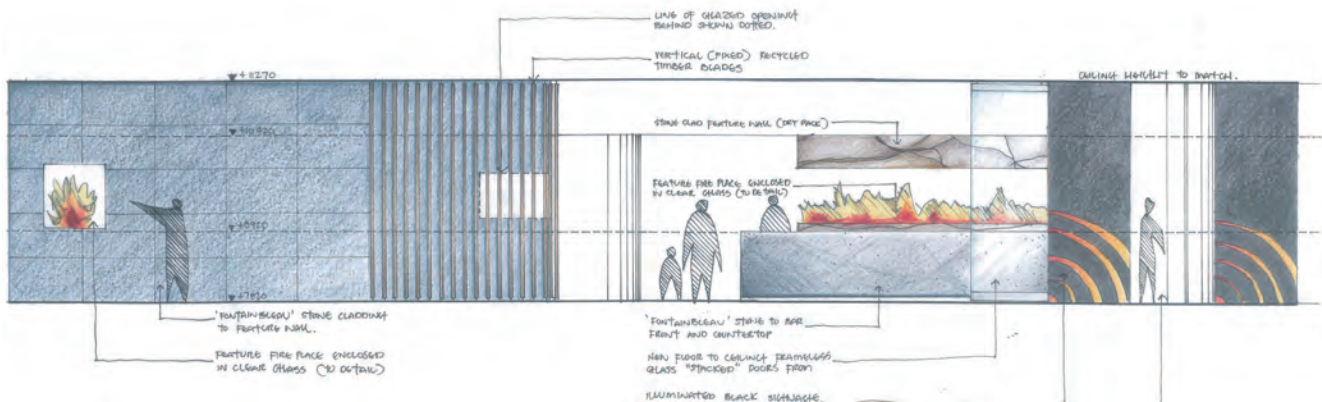 LINE OF GLAZED OPENING
BEHIND SHOWN DOTTED.
VERTICAL (FIXED) RECYCLED
TIMBER BLADES
+11270
CEILING HEIGHT TO MATCH.
STONE CLAD FEATURE WALL (DRY PACK)
FEATURE FIRE PLACE ENCLOSED
IN CLEAR GLASS (TO DETAIL)
'FONTAINBLEAU' STONE CLADDING
TO FEATURE WALL.
FEATURE FIRE PLACE ENCLOSED
IN CLEAR GLASS (TO DETAIL)
'FONTAINBLEAU' STONE TO BAR
FRONT AND COUNTERTOP
NEW FLOOR TO CEILING FRAMELESS
GLASS "STACKED" DOORS FROM
ILLUMINATED BLACK SIGNAGE